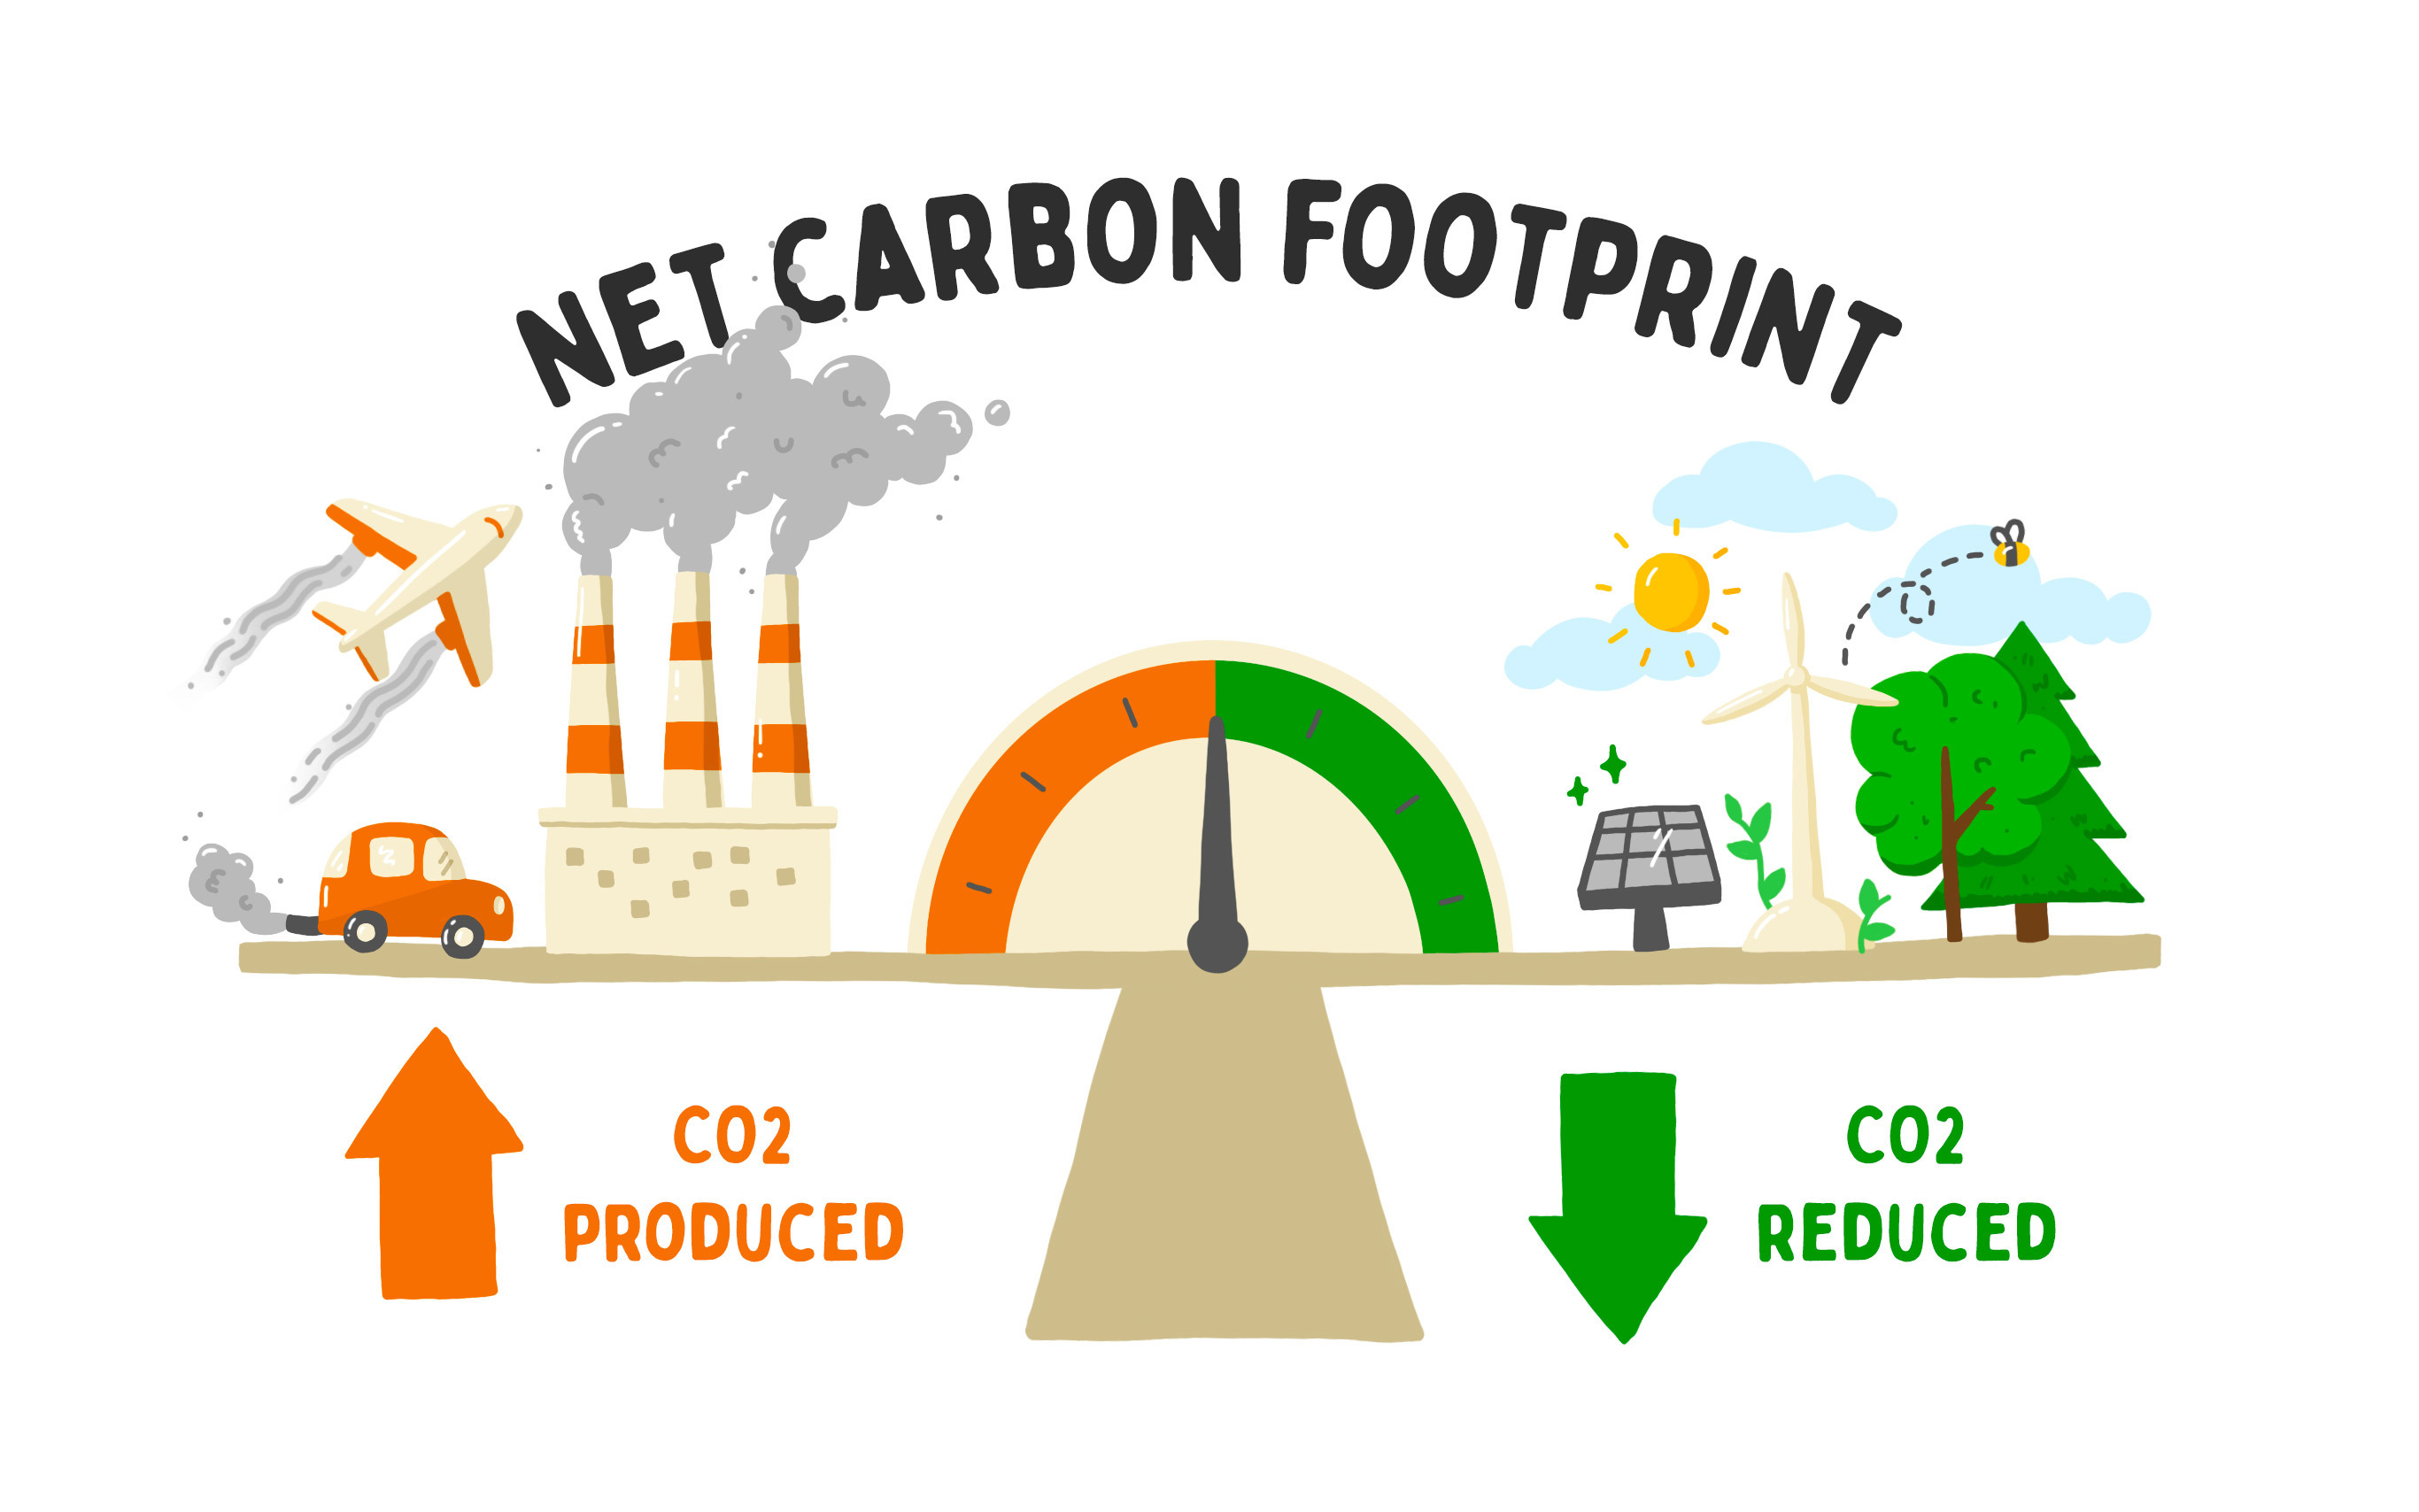 NET CARBON FOOTPRINT
CO2
PRODUCED
CO2
REDUCED